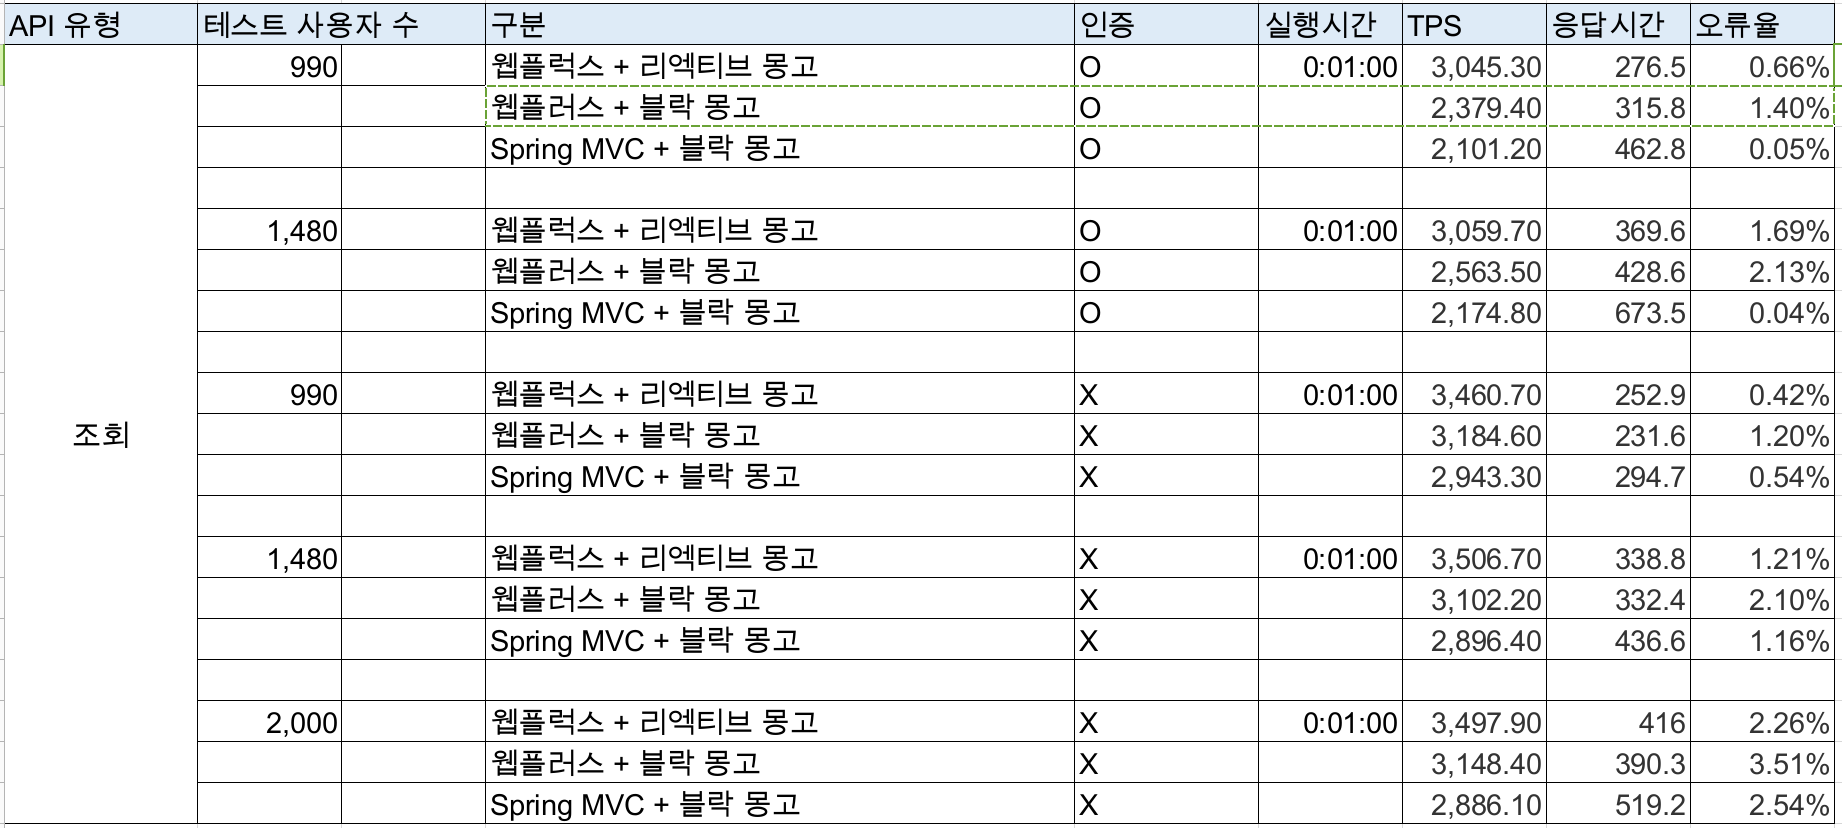 API 유형 테스트 사용자 수 구분 인증 실행시간 TPS 응답시간 오류율
990 웹플럭스 + 리엑티브 몽고 O 0:01:00 3,045.30 276.5 0.66%
웹플러스 + 블락 몽고 O 2,379.40 315.8 1.40%
Spring MVC + 블락 몽고 O 2,101.20 462.8 0.05%
1,480 웹플럭스 + 리엑티브 몽고 O 0:01:00 3,059.70 369.6 1.69%
웹플러스 + 블락 몽고 O 2,563.50 428.6 2.13%
Spring MVC + 블락 몽고 O 2,174.80 673.5 0.04%
990 웹플럭스 + 리엑티브 몽고 X 0:01:00 3,460.70 252.9 0.42%
조회 웹플러스 + 블락 몽고 X 3,184.60 231.6 1.20%
Spring MVC + 블락 몽고 X 2,943.30 294.7 0.54%
1,480 웹플럭스 + 리엑티브 몽고 X 0:01:00 3,506.70 338.8 1.21%
웹플러스 + 블락 몽고 X 3,102.20 332.4 2.10%
Spring MVC + 블락 몽고 X 2,896.40 436.6 1.16%
2,000 웹플럭스 + 리엑티브 몽고 X 0:01:00 3,497.90 416 2.26%
웹플러스 + 블락 몽고 X 3,148.40 390.3 3.51%
Spring MVC + 블락 몽고 X 2,886.10 519.2 2.54%